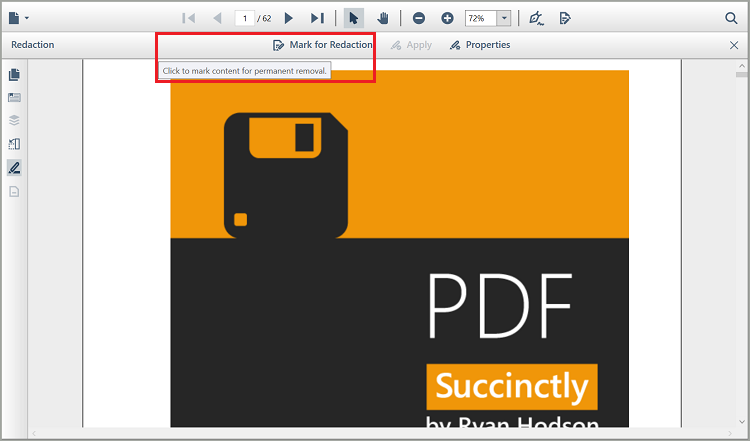 1 / 62 72%
Redaction Mark for Redaction Apply Properties
Click to mark content for permanent removal.
PDF
Succinctly
by Ryan Hodson